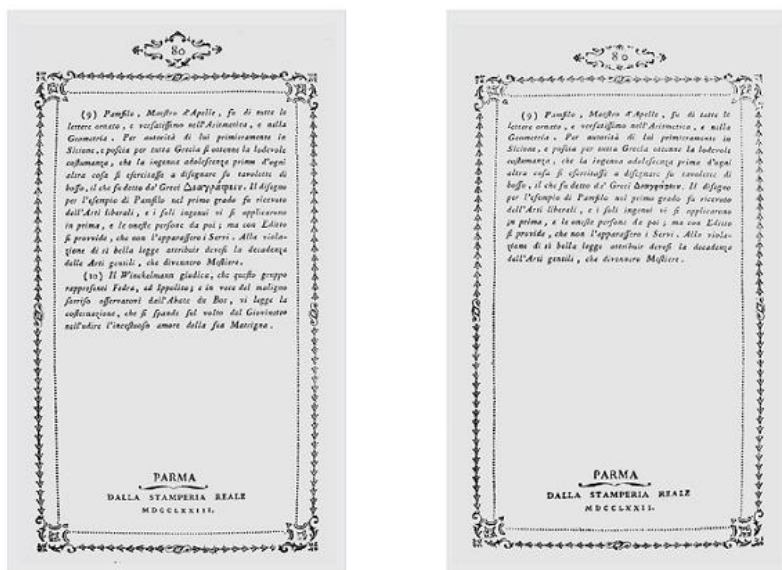 80
(9) Pamfilo, Maestro d'Apelle, fu di tutte le
lettere ornato, e versatissimo nell'Aritmetica, e nella
Geometria. Per autorità di lui primieramente in
Sicione, e poscia per tutta Grecia si ottenne la lodevole
costumanza, che la ingenua adolescenza prima d'ogni
altra cosa si esercitasse a disegnare su tavolette di
bosso, il che fu detto da' Greci Διαγράφειν. Il disegno
per l'esempio di Panfilo nel primo grado fu ricevuto
dell'Arti liberali, e i soli ingenui vi si applicarono
in prima, e le oneste persone da poi; ma con Editto
si provvide, che non l'apparassero i Servi. Alla viola-
zione di sì bella legge attribuir devesi la decadenza
delle Arti gentili, che divennero Mestiere.
(10) Il Winckelmann giudica, che questo gruppo
rappresenti Fedra, ed Ippolito; e in vece del maligno
sorriso osservatovi dall'Abate du Bos, vi legge la
costernazione, che si spande sul volto del Giovinetto
nell'udire l'incestuoso amore della sua Matrigna.
PARMA
DALLA STAMPERIA REALE
MDCCLXXIII.
80
(9) Pamfilo, Maestro d'Apelle, fu di tutte le
lettere ornato, e versatissimo nell'Aritmetica, e nella
Geometria. Per autorità di lui primieramente in
Sicione, e poscia per tutta Grecia ottenne la lodevole
costumanza, che la ingenua adolescenza prima d'ogni
altra cosa si esercitasse a disegnare su tavolette di
bosso, il che fu detto da' Greci Διαγράφειν. Il disegno
per l'esempio di Panfilo nel primo grado fu ricevuto
dell'Arti liberali, e i soli ingenui vi si applicarono
in prima, e le oneste persone da poi; ma con Editto
si provvide, che non l'apparassero i Servi. Alla viola-
zione di sì bella legge attribuir devesi la decadenza
dell'Arti gentili, che divennero Mestiere.
PARMA
DALLA STAMPERIA REALE
MDCCLXXII.